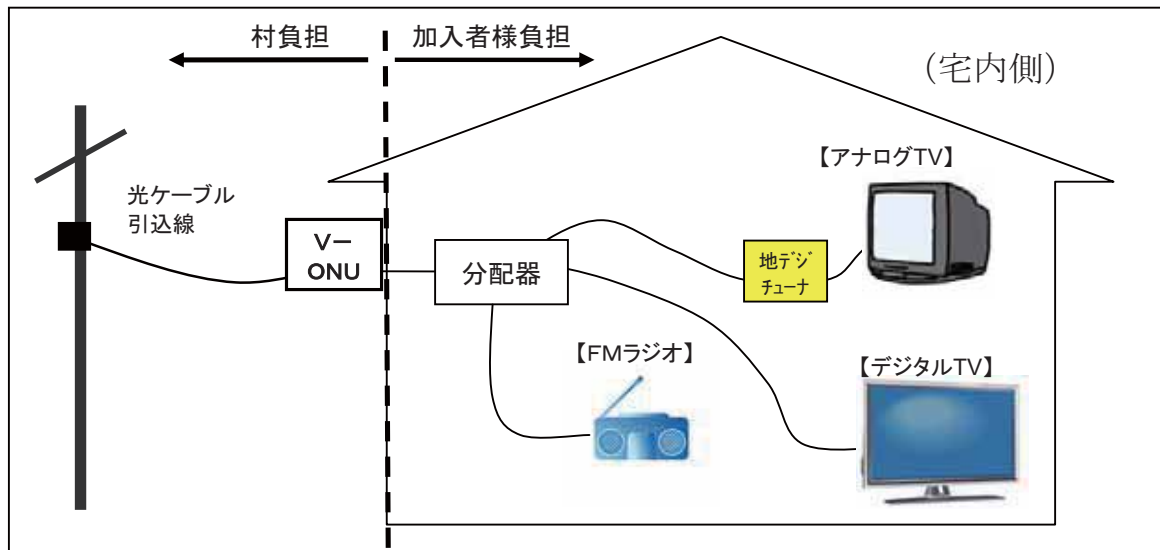 村負担
加入者様負担
(宅内側)
【アナログTV】
光ケーブル
引込線
V-
ONU
分配器
地デジ
チューナ
【FMラジオ】
【デジタルTV】